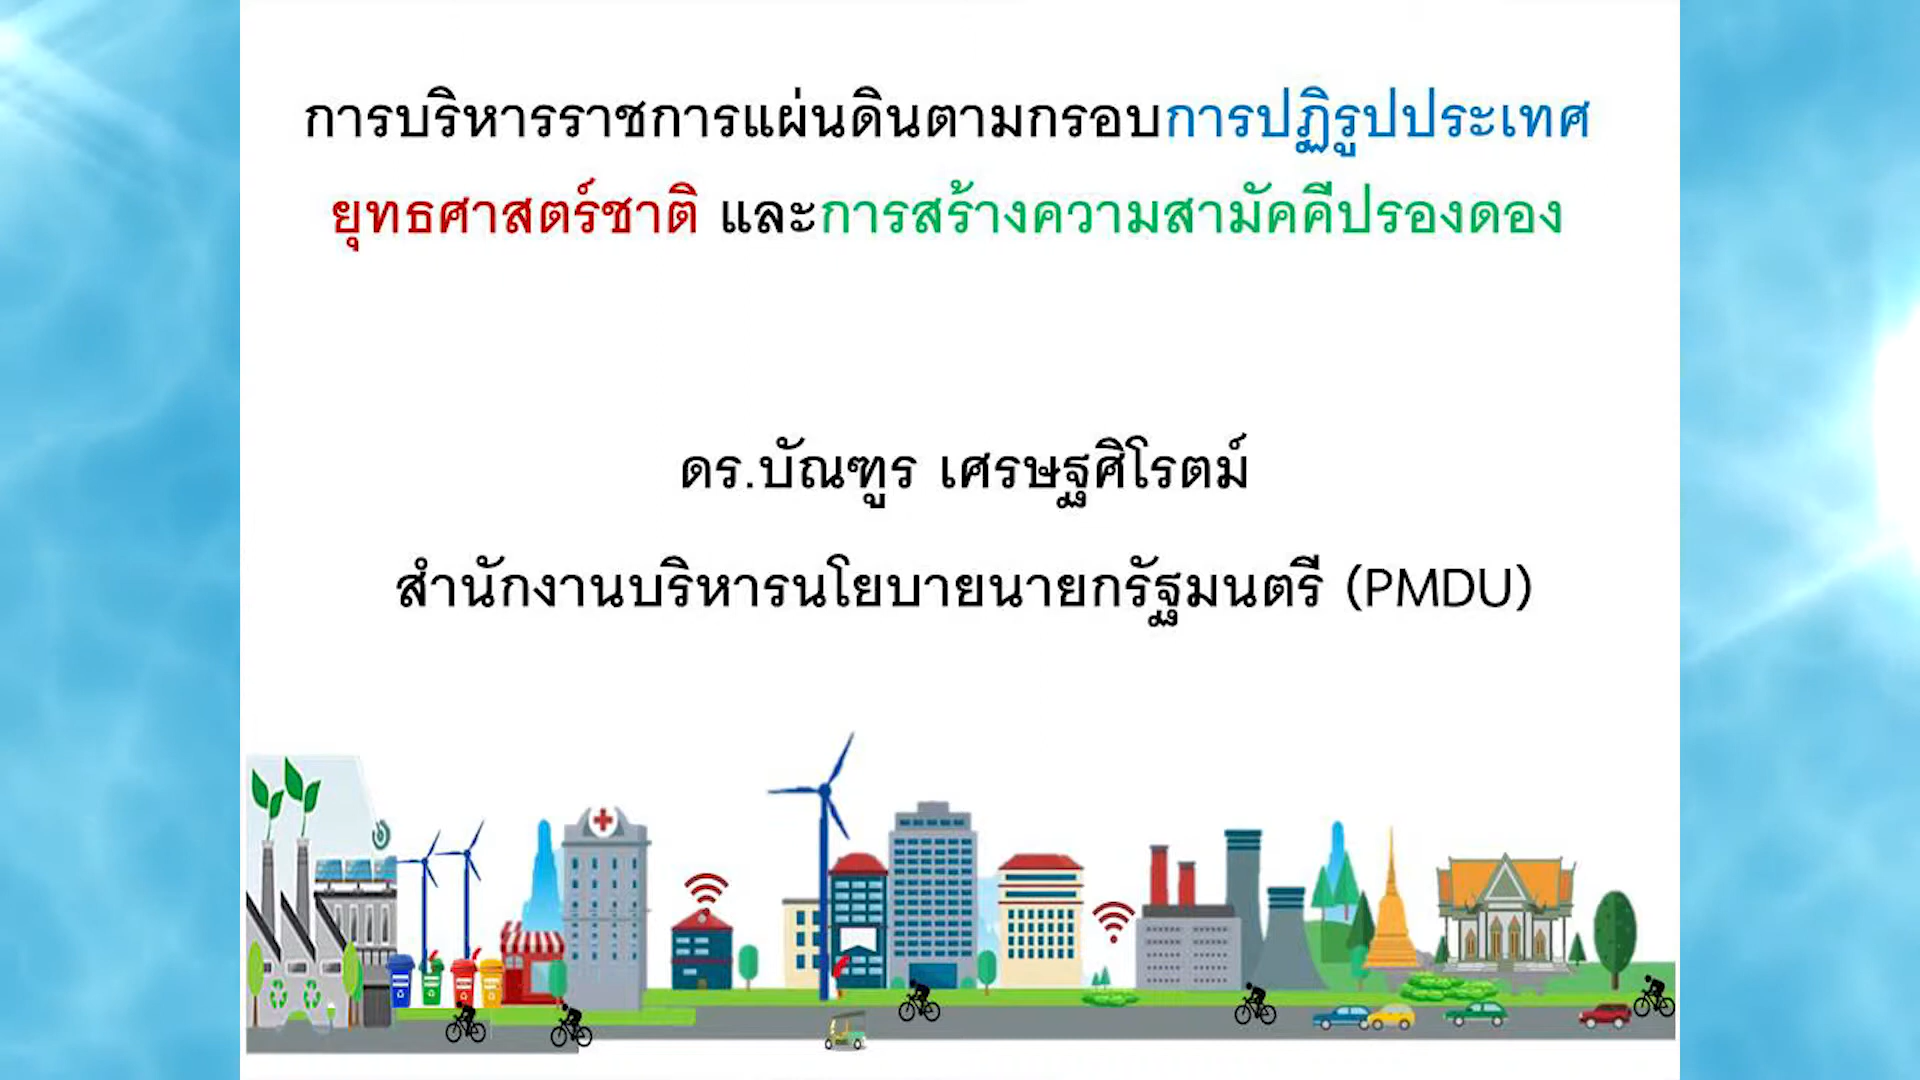 การบริหารราชการแผ่นดินตามกรอบการปฏิรูปประเทศ
ยุทธศาสตร์ชาติ และการสร้างความสามัคคีปรองดอง
ดร.บัณฑูร เศรษฐศิโรตม์
สำนักงานบริหารนโยบายนายกรัฐมนตรี (PMDU)